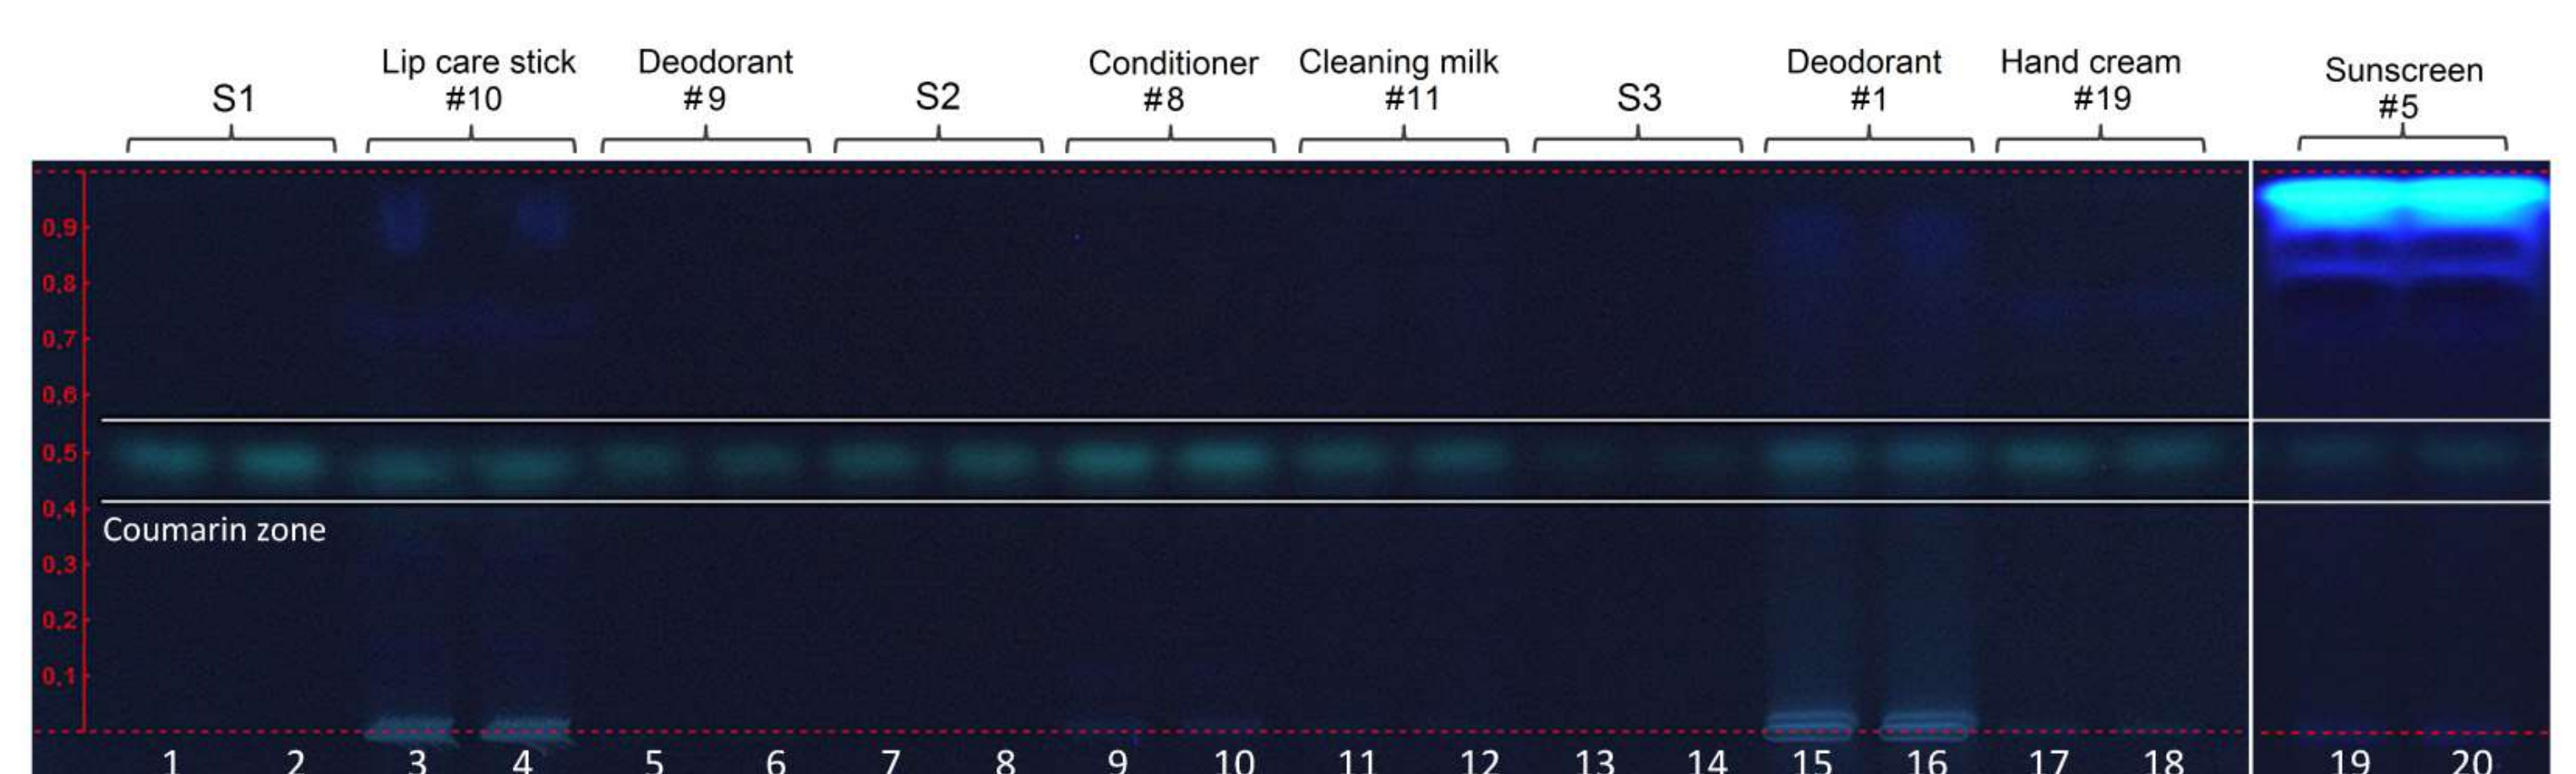 S1
Lip care stick
#10
Deodorant
#9
S2
Conditioner
#8
Cleaning milk
#11
S3
Deodorant
#1
Hand cream
#19
Sunscreen
#5
0.9
0.8
0.7
0.6
0.5
0.4
Coumarin zone
0.3
0.2
0.1
1 2 3 4 5 6 7 8 9 10 11 12 13 14 15 16 17 18 19 20